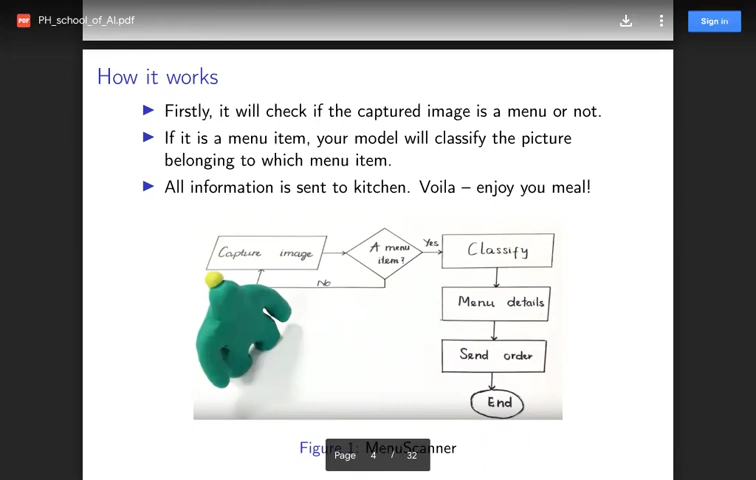 PDF PH_school_of_AI.pdf
Sign in
How it works
Firstly, it will check if the captured image is a menu or not.
If it is a menu item, your model will classify the picture
belonging to which menu item.
All information is sent to kitchen. Voila – enjoy you meal!
Capture image
A menu
item?
Yes
No
Classify
Menu details
Send order
End
Figure 1: MenuScanner
Page 4 / 32